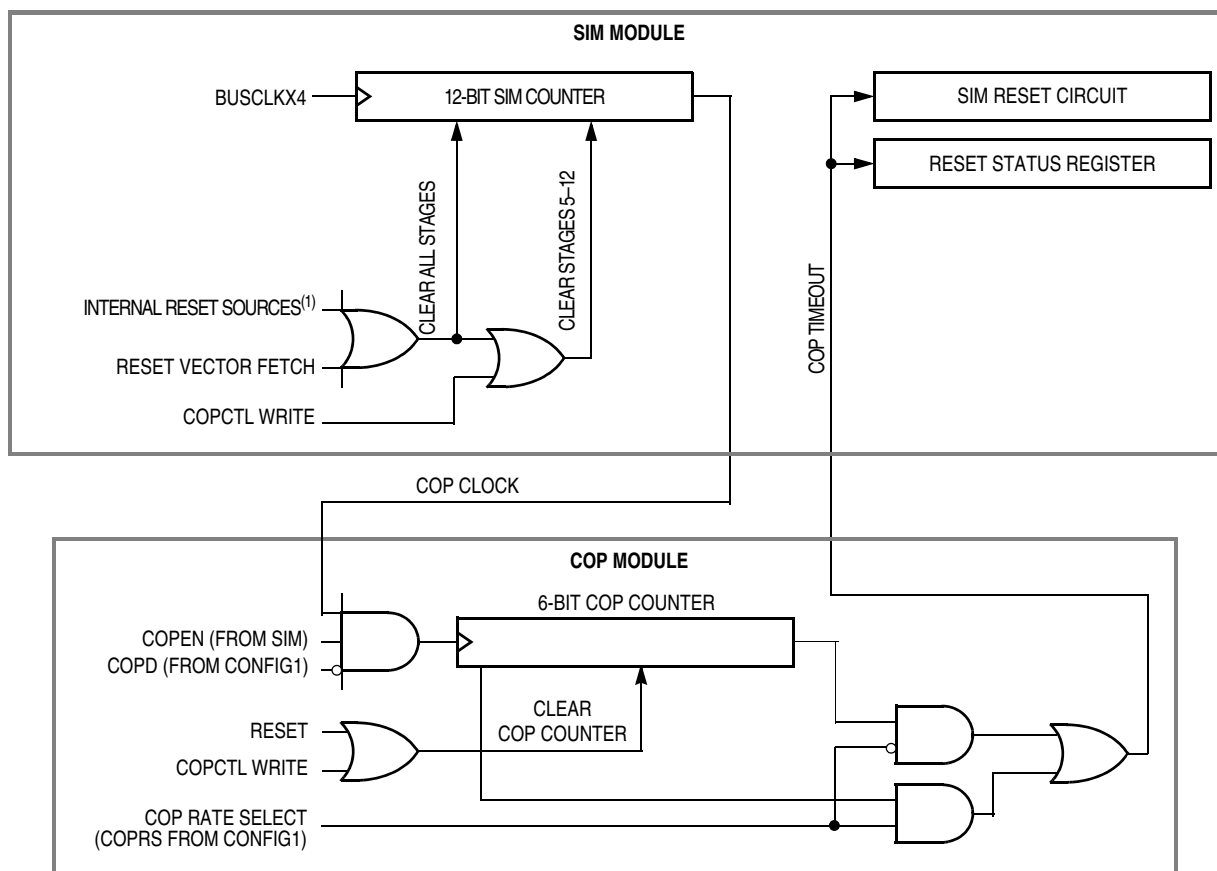 SIM MODULE
BUSCLKX4
12-BIT SIM COUNTER
SIM RESET CIRCUIT
RESET STATUS REGISTER
CLEAR ALL STAGES
CLEAR STAGES 5–12
COP TIMEOUT
INTERNAL RESET SOURCES(1)
RESET VECTOR FETCH
COPCTL WRITE
COP CLOCK
COP MODULE
6-BIT COP COUNTER
COPEN (FROM SIM)
COPD (FROM CONFIG1)
CLEAR
COP COUNTER
RESET
COPCTL WRITE
COP RATE SELECT
(COPRS FROM CONFIG1)